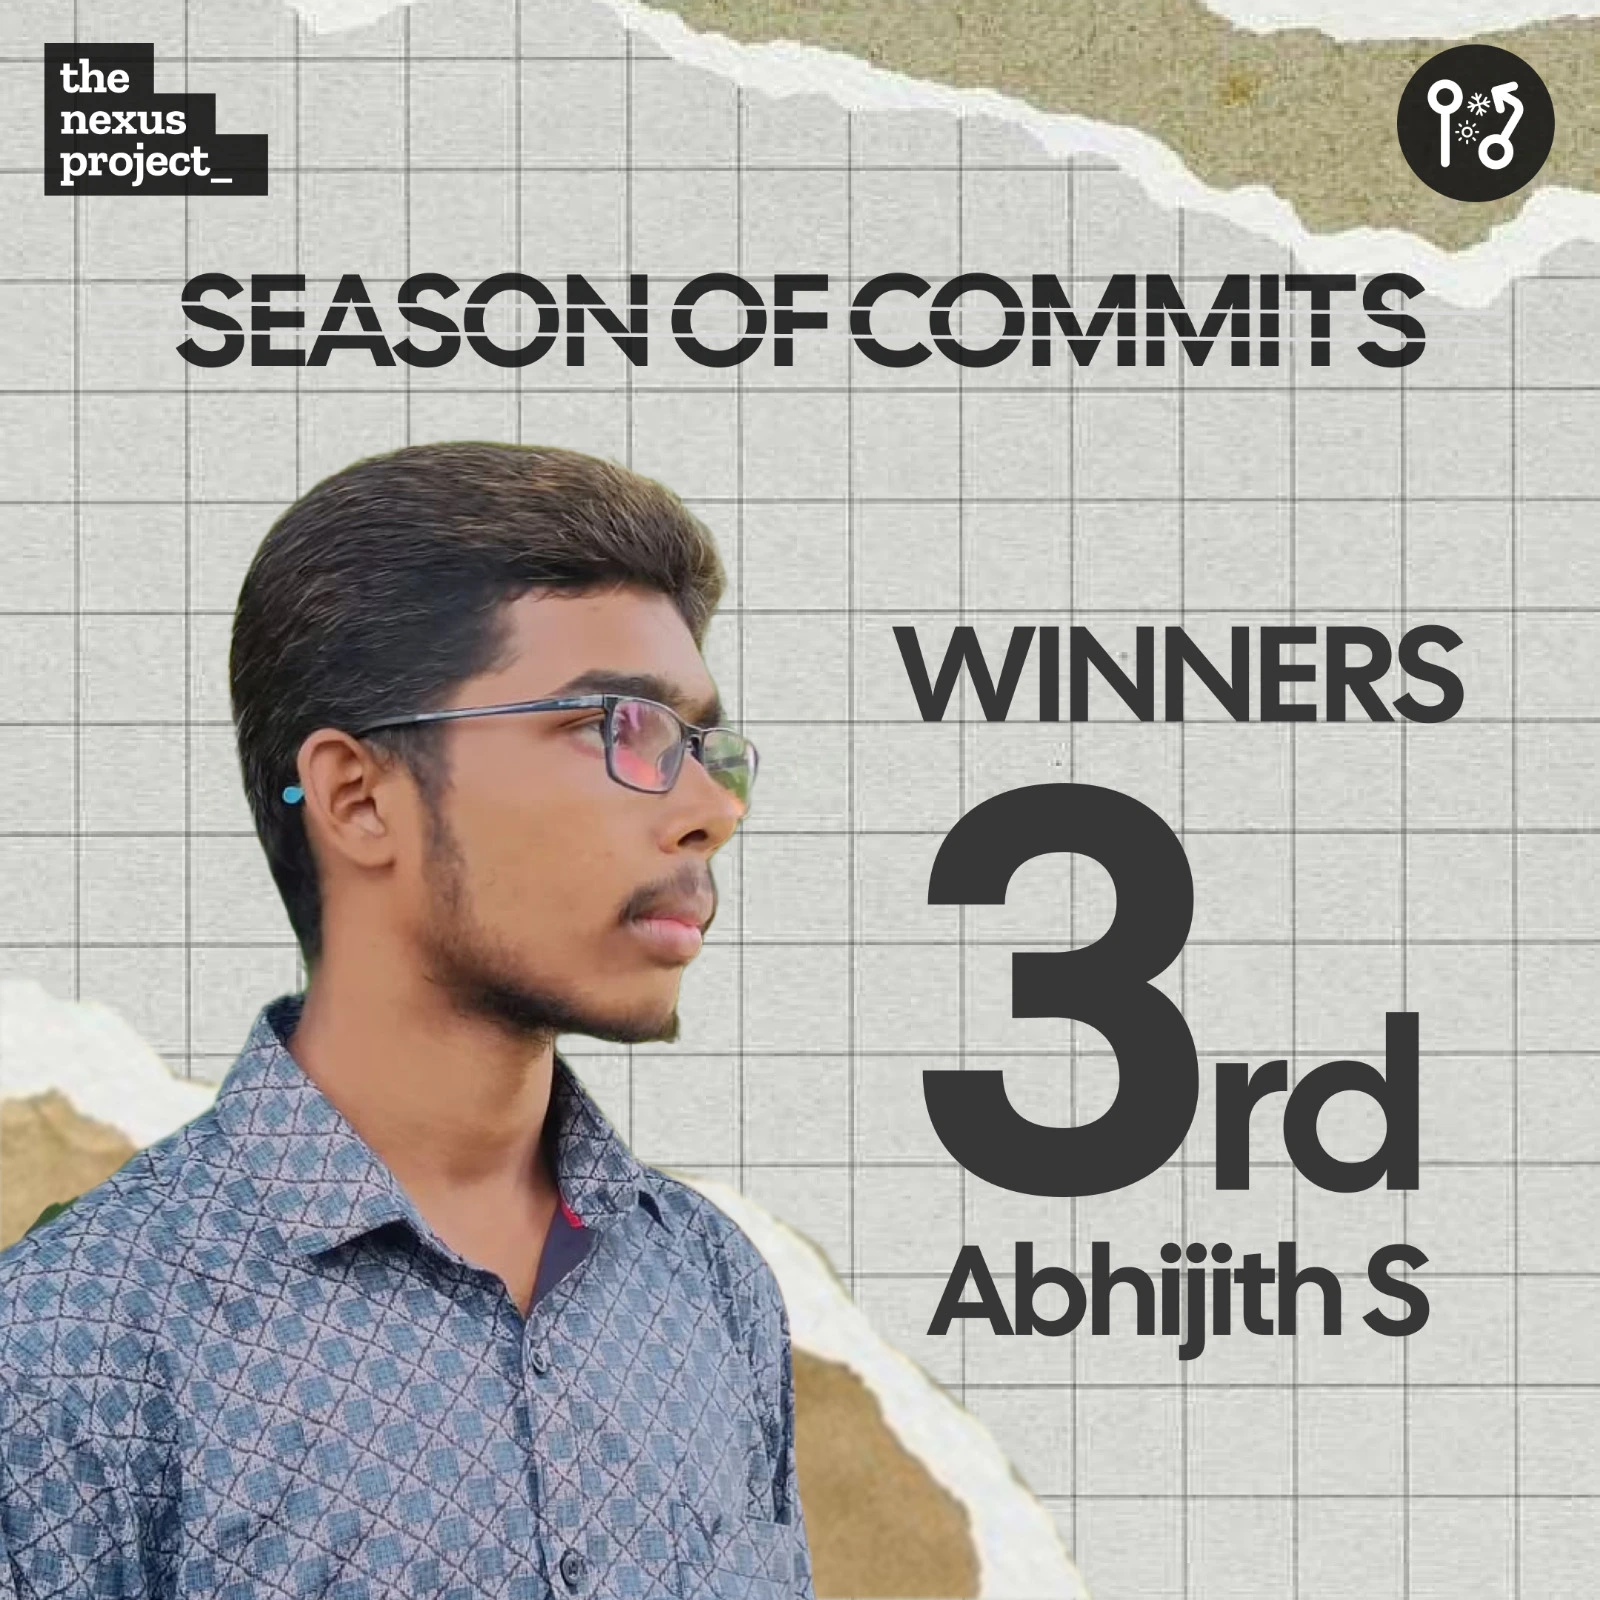 the
nexus
project_
SEASON OF COMMITS
WINNERS
3rd
Abhijith S